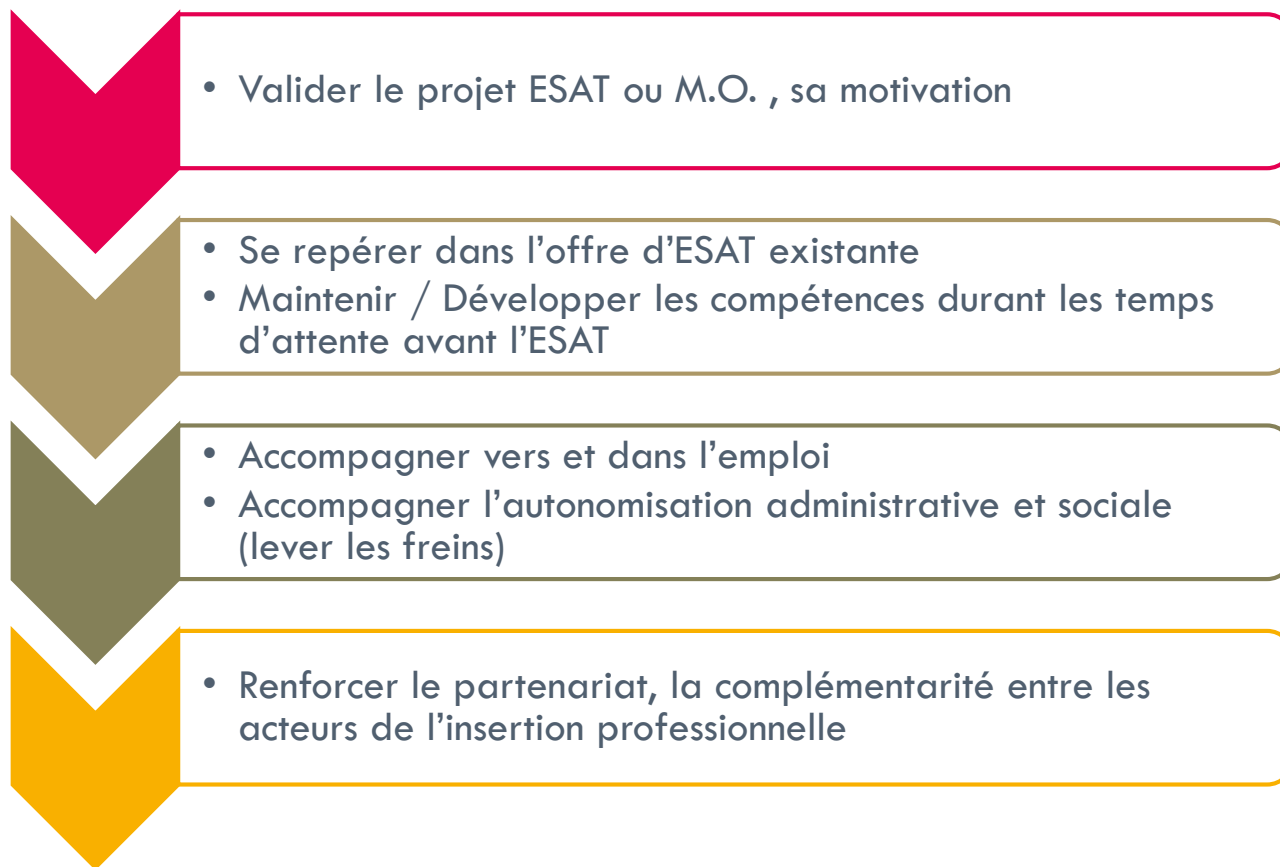 • Valider le projet ESAT ou M.O. , sa motivation
• Se repérer dans l’offre d’ESAT existante
• Maintenir / Développer les compétences durant les temps
d’attente avant l’ESAT
• Accompagner vers et dans l’emploi
• Accompagner l’autonomisation administrative et sociale
(lever les freins)
• Renforcer le partenariat, la complémentarité entre les
acteurs de l’insertion professionnelle